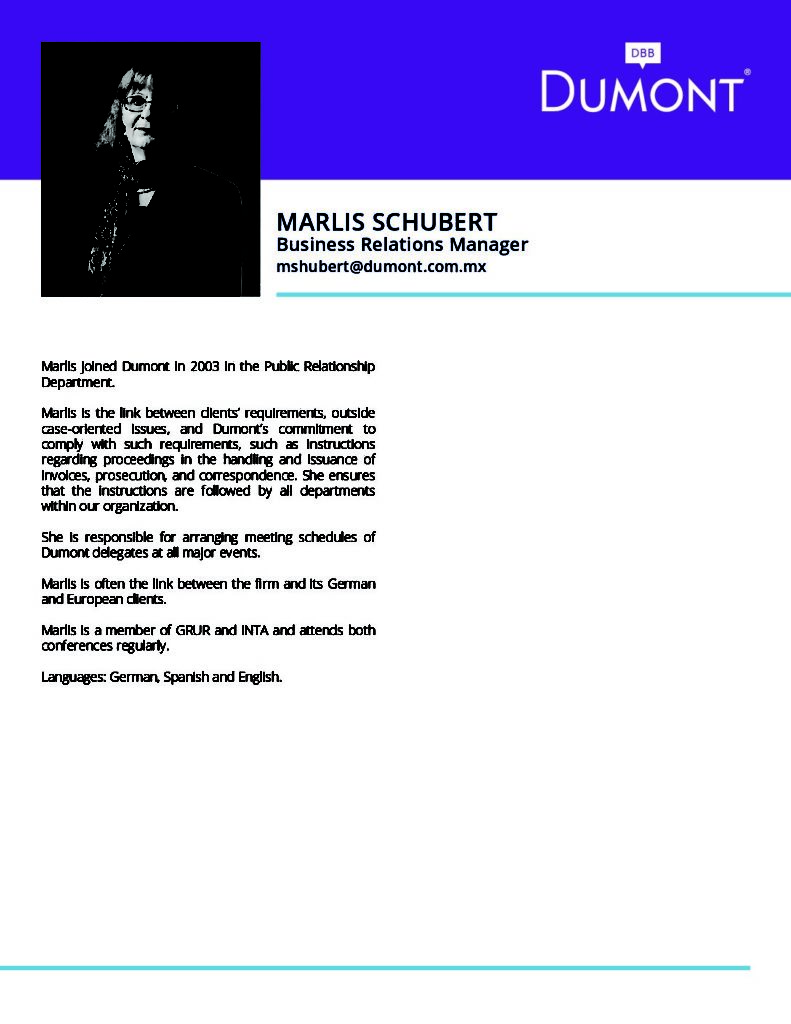 DBB
DUMONT®
MARLIS SCHUBERT
Business Relations Manager
mshubert@dumont.com.mx
Marlis joined Dumont in 2003 in the Public Relationship
Department.
Marlis is the link between clients' requirements, outside
case-oriented issues, and Dumont's commitment to
comply with such requirements, such as instructions
regarding proceedings in the handling and issuance of
invoices, prosecution, and correspondence. She ensures
that the instructions are followed by all departments
within our organization.
She is responsible for arranging meeting schedules of
Dumont delegates at all major events.
Marlis is often the link between the firm and its German
and European clients.
Marlis is a member of GRUR and INTA and attends both
conferences regularly.
Languages: German, Spanish and English.